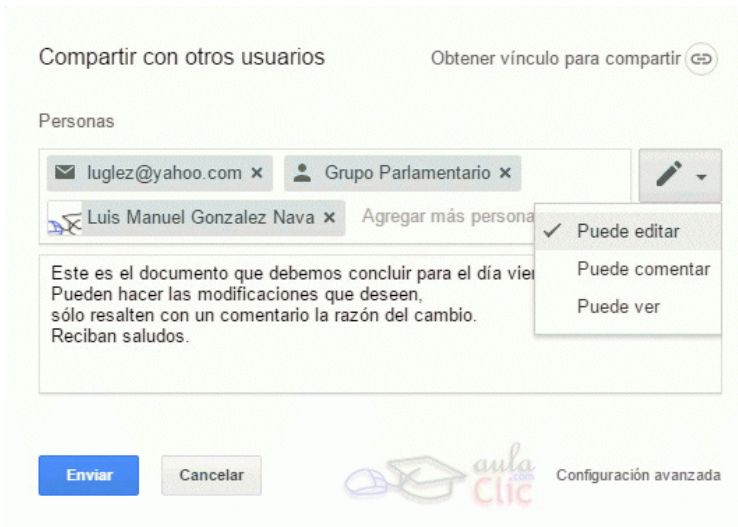 Compartir con otros usuarios
Obtener vínculo para compartir
Personas
luglez@yahoo.com × Grupo Parlamentario ×
Luis Manuel Gonzalez Nava × Agregar más persona
Puede editar
Puede comentar
Puede ver
Este es el documento que debemos concluir para el día vier
Pueden hacer las modificaciones que deseen,
sólo resalten con un comentario la razón del cambio.
Reciban saludos.
Enviar
Cancelar
aula
.com
Clic
Configuración avanzada